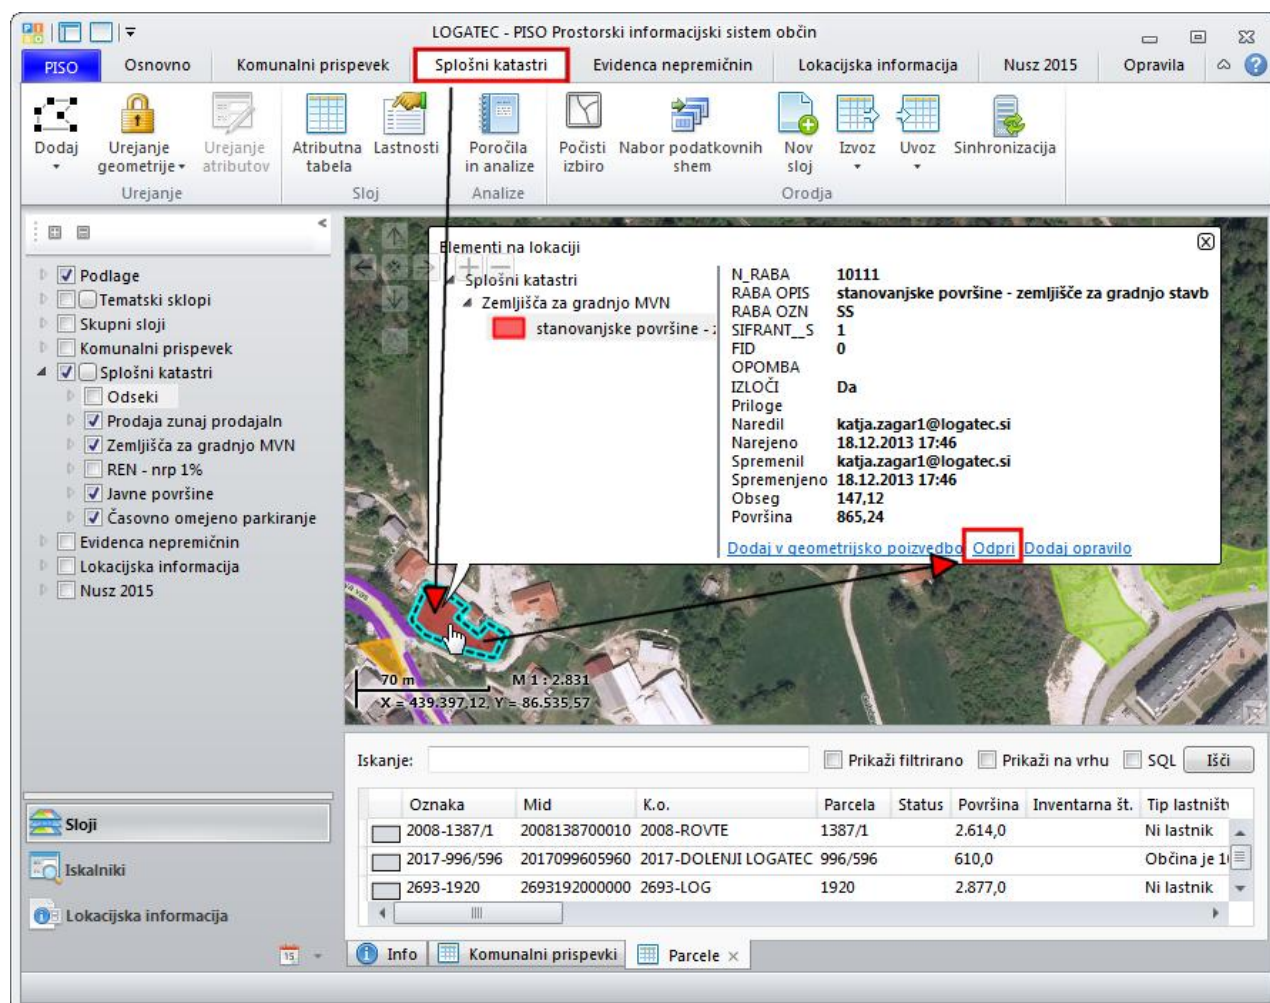 LOGATEC - PISO Prostorski informacijski sistem občin
PISO Osnovno Komunalni prispevek Splošni katastri Evidenca nepremičnin Lokacijska informacija Nusz 2015 Opravila
Dodaj Urejanje geometrije Urejanje atributov Atributna tabela Lastnosti Poročila in analize Počisti izbiro Nabor podatkovnih shem Nov sloj Izvoz Uvoz Sinhronizacija
Urejanje Sloj Analize Orodja
Podlage
Tematski sklopi
Skupni sloji
Komunalni prispevek
Splošni katastri
Odseki
Prodaja zunaj prodajaln
Zemljišča za gradnjo MVN
REN - nrp 1%
Javne površine
Časovno omejeno parkiranje
Evidenca nepremičnin
Lokacijska informacija
Nusz 2015
Elementi na lokaciji
Splošni katastri
Zemljišča za gradnjo MVN
stanovanjske površine - z
N_RABA 10111
RABA OPIS stanovanjske površine - zemljišče za gradnjo stavb
RABA OZN SS
SIFRANT__S 1
FID 0
OPOMBA
IZLOČI Da
Priloge
Naredil katja.zagar1@logatec.si
Narejeno 18.12.2013 17:46
Spremenil katja.zagar1@logatec.si
Spremenjeno 18.12.2013 17:46
Obseg 147,12
Površina 865,24
Dodaj v geometrijsko poizvedbo Odpri Dodaj opravilo
70 m M 1 : 2.831
X = 439.397,12, Y = 86.535,57
Iskanje: Prikaži filtrirano Prikaži na vrhu SQL Išči
Oznaka Mid K.o. Parcela Status Površina Inventarna št. Tip lastništv
2008-1387/1 2008138700010 2008-ROVTE 1387/1 2.614,0 Ni lastnik
2017-996/596 2017099605960 2017-DOLENJI LOGATEC 996/596 610,0 Občina je 1
2693-1920 2693192000000 2693-LOG 1920 2.877,0 Ni lastnik
Sloji
Iskalniki
Lokacijska informacija
15
Info Komunalni prispevki Parcele